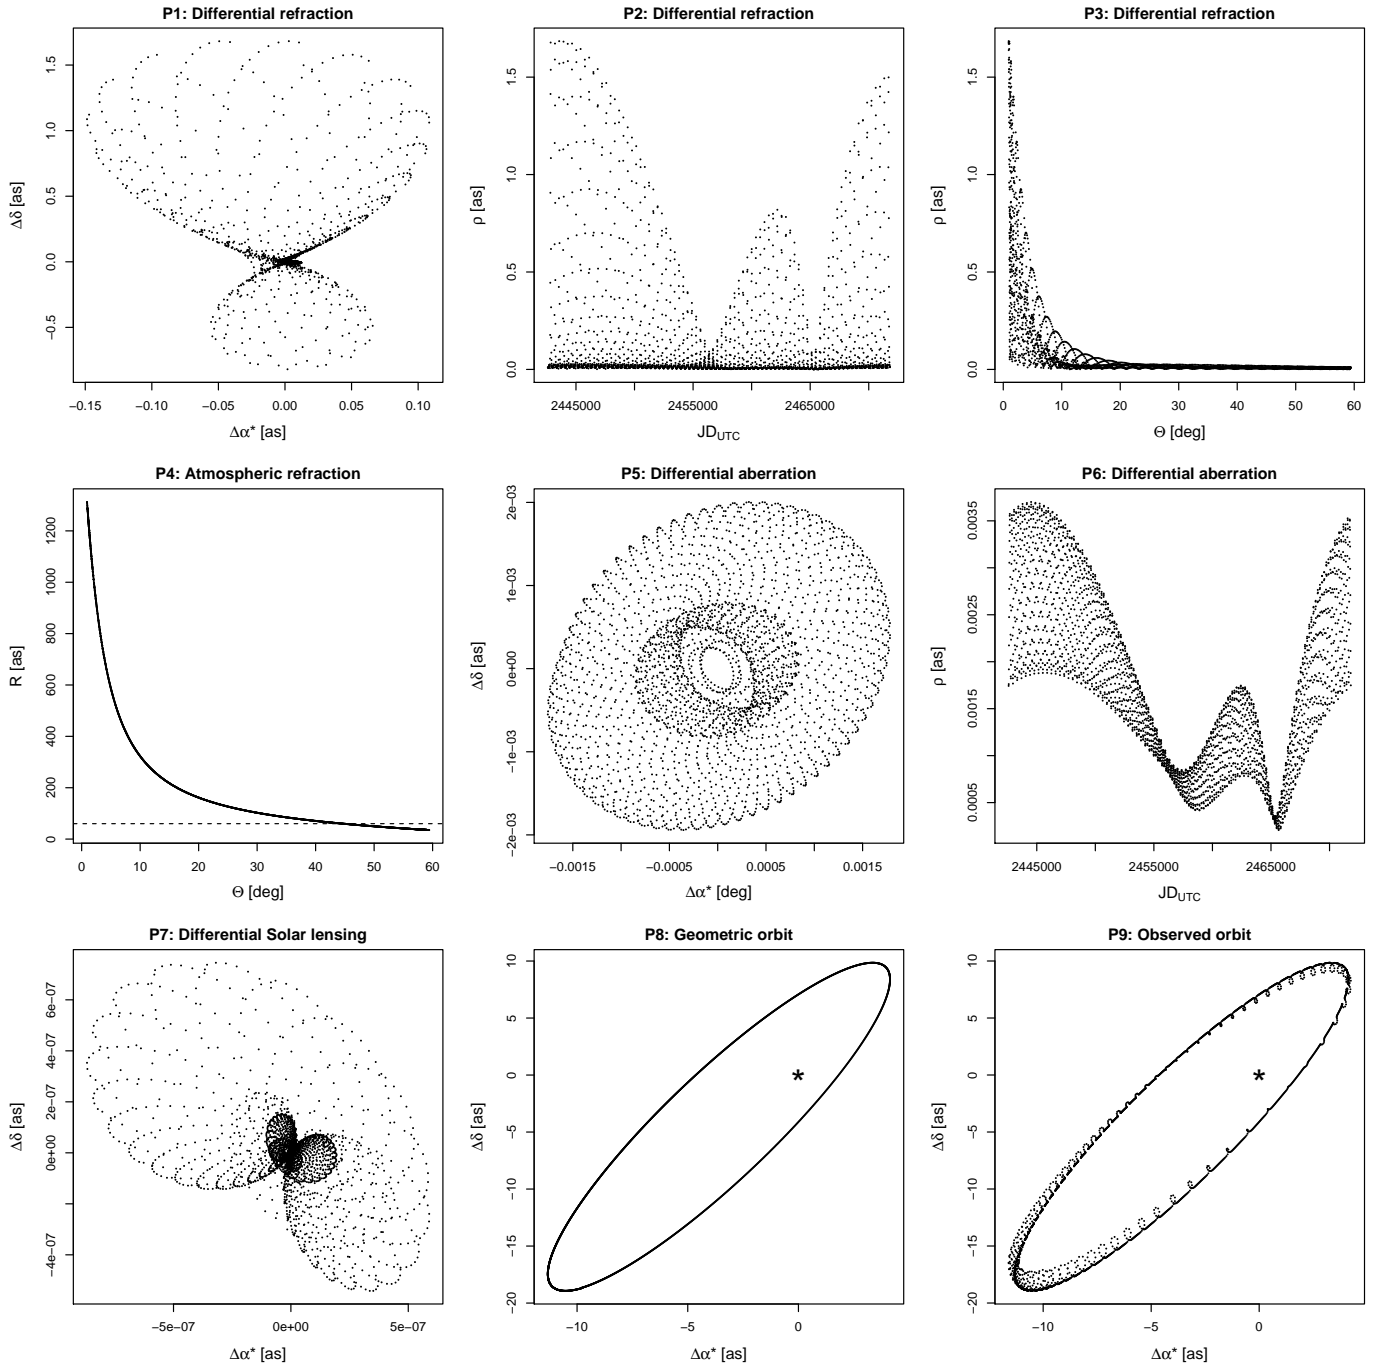 P1: Differential refraction
Δδ [as]
1.5
1.0
0.5
0.0
−0.5
−0.15 −0.10 −0.05 0.00 0.05 0.10
Δα* [as]
P2: Differential refraction
ρ [as]
1.5
1.0
0.5
0.0
2445000 2455000 2465000
JD_UTC
P3: Differential refraction
ρ [as]
1.5
1.0
0.5
0.0
0 10 20 30 40 50 60
Θ [deg]
P4: Atmospheric refraction
R [as]
1200
1000
800
600
400
200
0
0 10 20 30 40 50 60
Θ [deg]
P5: Differential aberration
Δδ [as]
2e−03
1e−03
0e+00
−1e−03
−2e−03
−0.0015 −0.0005 0.0005 0.0015
Δα* [deg]
P6: Differential aberration
ρ [as]
0.0035
0.0025
0.0015
0.0005
2445000 2455000 2465000
JD_UTC
P7: Differential Solar lensing
Δδ [as]
6e−07
4e−07
2e−07
0e+00
−4e−07
−5e−07 0e+00 5e−07
Δα* [as]
P8: Geometric orbit
Δδ [as]
10
5
0
−5
−10
−15
−20
*
−10 −5 0
Δα* [as]
P9: Observed orbit
Δδ [as]
10
5
0
−5
−10
−15
−20
*
−10 −5 0
Δα* [as]